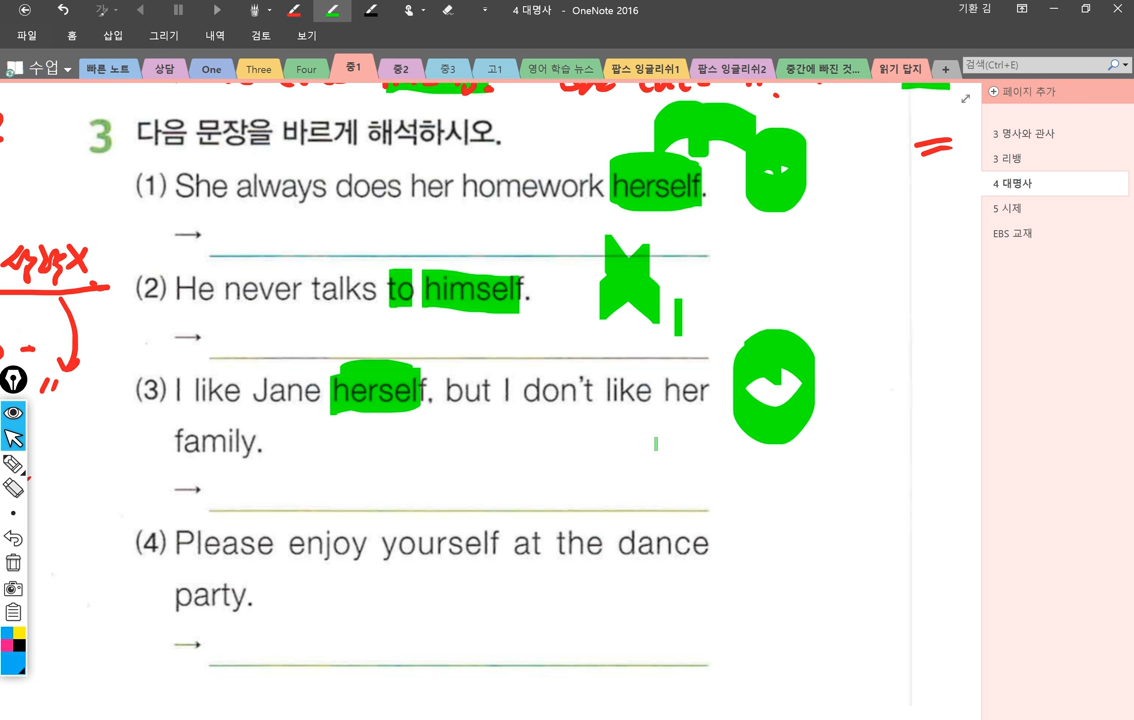 4 대명사 - OneNote 2016
기환 김
파일 홈 삽입 그리기 내역 검토 보기
수업 빠른 노트 상담 One Three Four 중1 중2 중3 고1 영어 학습 뉴스 팝스 잉글리쉬1 팝스 잉글리쉬2 중간에 빠진 것... 읽기 답지 + 검색(Ctrl+E)
페이지 추가
3 명사와 관사
3 리뱅
4 대명사
5 시제
EBS 교재
3 다음 문장을 바르게 해석하시오.
(1) She always does her homework herself.
→
(2) He never talks to himself.
→
(3) I like Jane herself, but I don't like her
family.
→
(4) Please enjoy yourself at the dance
party.
→